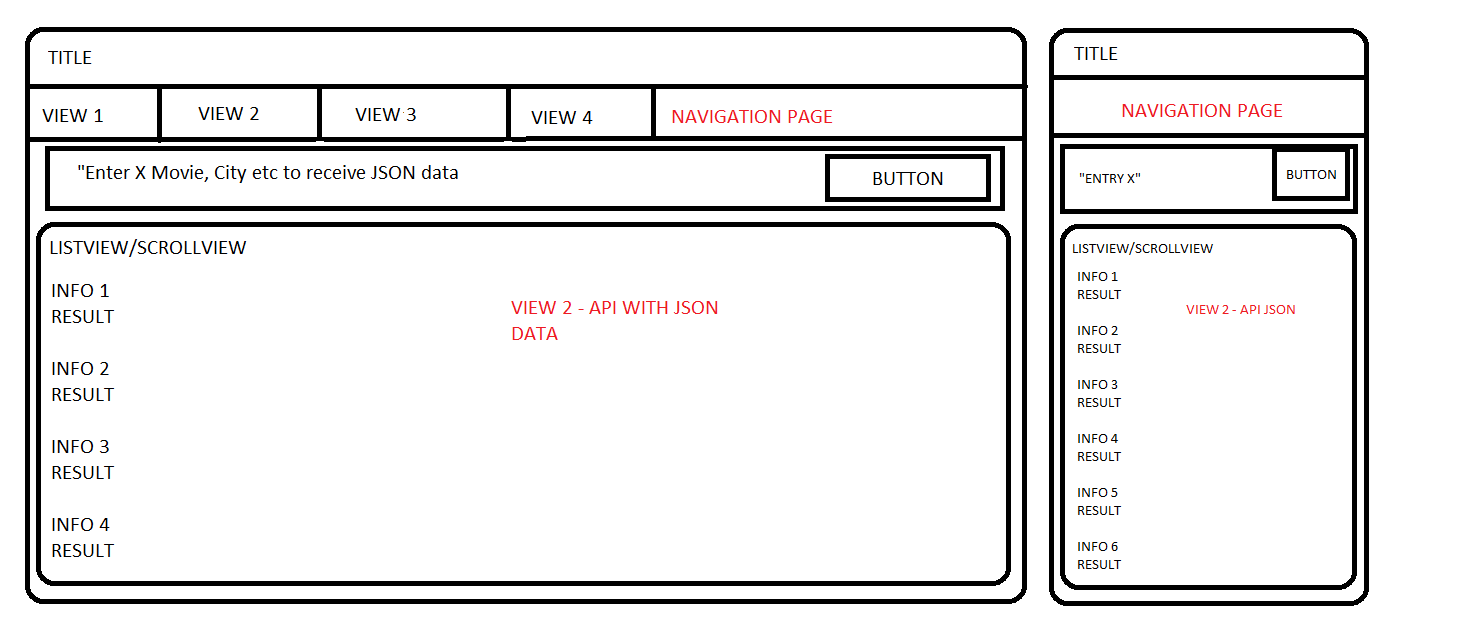 TITLE
VIEW 1
VIEW 2
VIEW 3
VIEW 4
NAVIGATION PAGE
"Enter X Movie, City etc to receive JSON data
BUTTON
LISTVIEW/SCROLLVIEW
INFO 1
RESULT
INFO 2
RESULT
INFO 3
RESULT
INFO 4
RESULT
VIEW 2 - API WITH JSON
DATA
TITLE
NAVIGATION PAGE
"ENTRY X"
BUTTON
LISTVIEW/SCROLLVIEW
INFO 1
RESULT
VIEW 2 - API JSON
INFO 2
RESULT
INFO 3
RESULT
INFO 4
RESULT
INFO 5
RESULT
INFO 6
RESULT